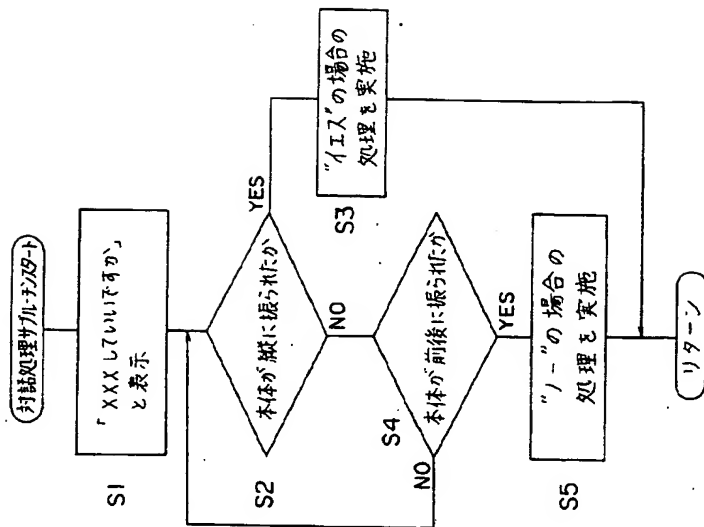 対話処理サブル-チンスタート
S1
「XXXしていいですか」
と表示
S2
本体が縦に振られたか
YES
NO
S3
"イエス"の場合の
処理を実施
S4
本体が前後に振られたか
NO
YES
S5
"ノー"の場合の
処理を実施
リターン